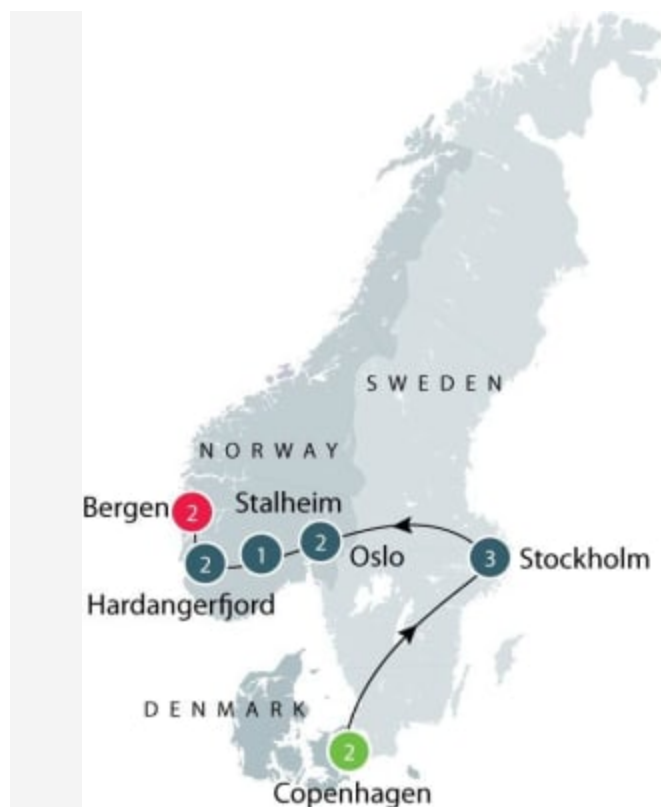 SWEDEN
NORWAY
Stalheim
Bergen
2
2
1
2
Oslo
3
Stockholm
Hardangerfjord
DENMARK
2
Copenhagen